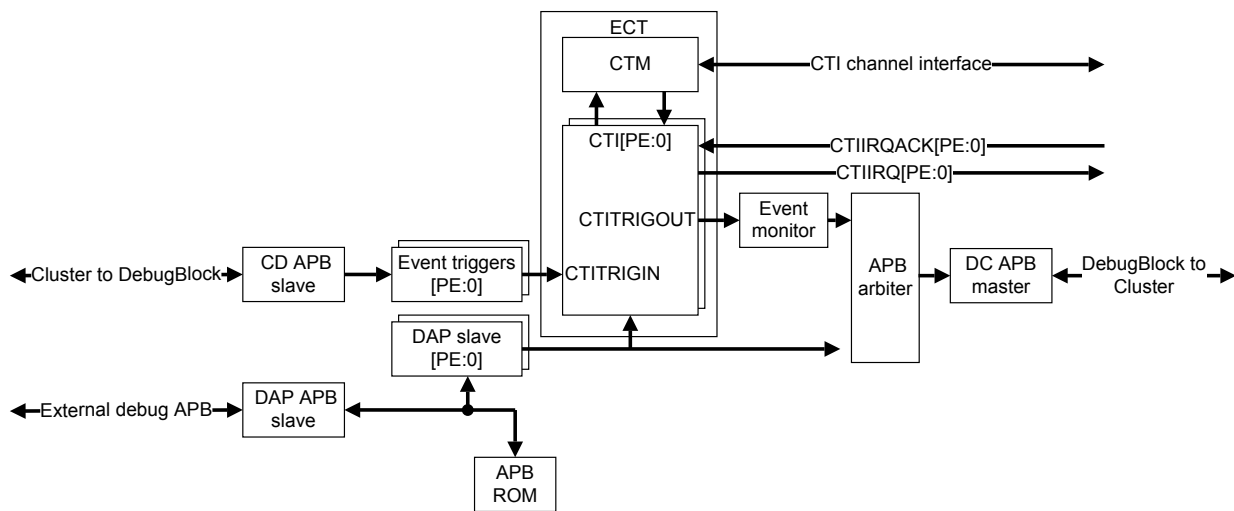 ECT
CTM
CTI channel interface
CTI[PE:0]
CTIIRQACK[PE:0]
CTIIRQ[PE:0]
CTITRIGOUT
Event
monitor
Cluster to DebugBlock
CD APB
slave
Event triggers
[PE:0]
CTITRIGIN
APB
arbiter
DC APB
master
DebugBlock to
Cluster
DAP slave
[PE:0]
External debug APB
DAP APB
slave
APB
ROM